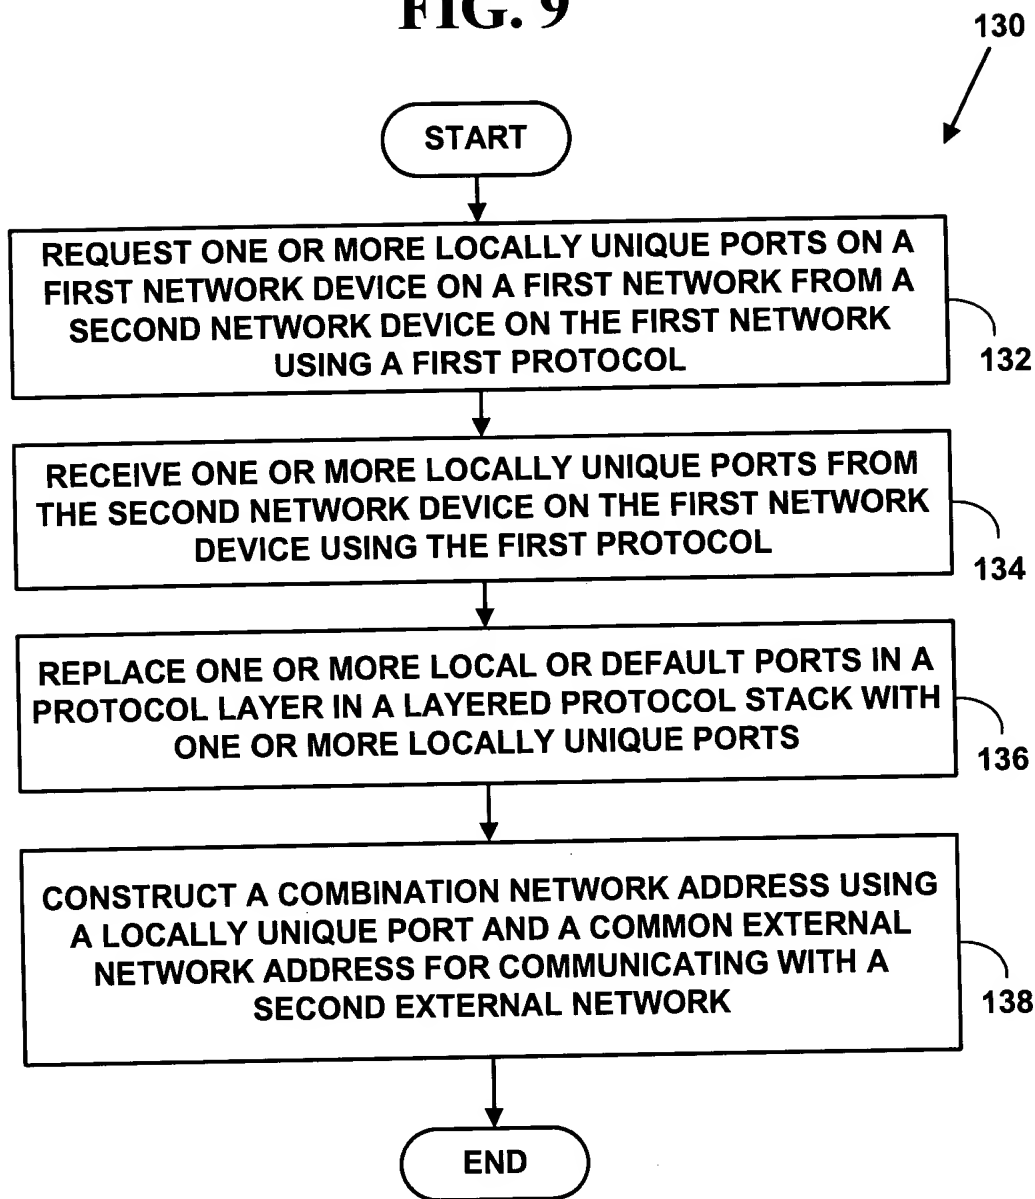 FIG. 9
130
START
REQUEST ONE OR MORE LOCALLY UNIQUE PORTS ON A
FIRST NETWORK DEVICE ON A FIRST NETWORK FROM A
SECOND NETWORK DEVICE ON THE FIRST NETWORK
USING A FIRST PROTOCOL
132
RECEIVE ONE OR MORE LOCALLY UNIQUE PORTS FROM
THE SECOND NETWORK DEVICE ON THE FIRST NETWORK
DEVICE USING THE FIRST PROTOCOL
134
REPLACE ONE OR MORE LOCAL OR DEFAULT PORTS IN A
PROTOCOL LAYER IN A LAYERED PROTOCOL STACK WITH
ONE OR MORE LOCALLY UNIQUE PORTS
136
CONSTRUCT A COMBINATION NETWORK ADDRESS USING
A LOCALLY UNIQUE PORT AND A COMMON EXTERNAL
NETWORK ADDRESS FOR COMMUNICATING WITH A
SECOND EXTERNAL NETWORK
138
END